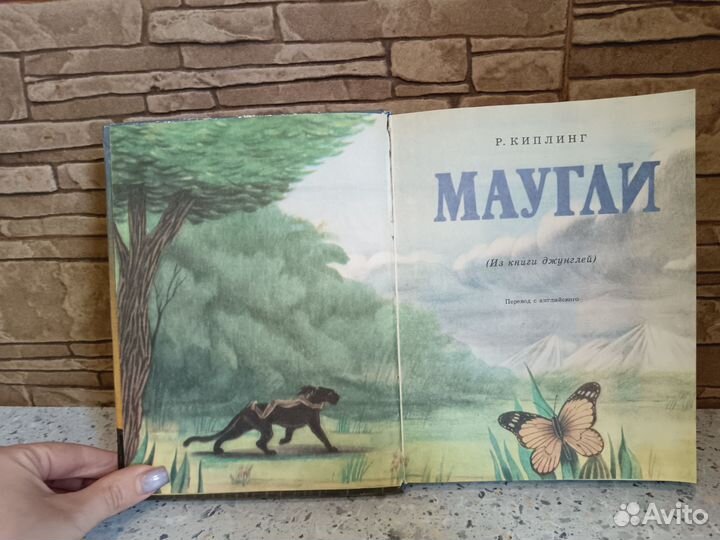 Р. КИПЛИНГ
МАУГЛИ
(Из книги джунглей)
Перевод с английского
Avito